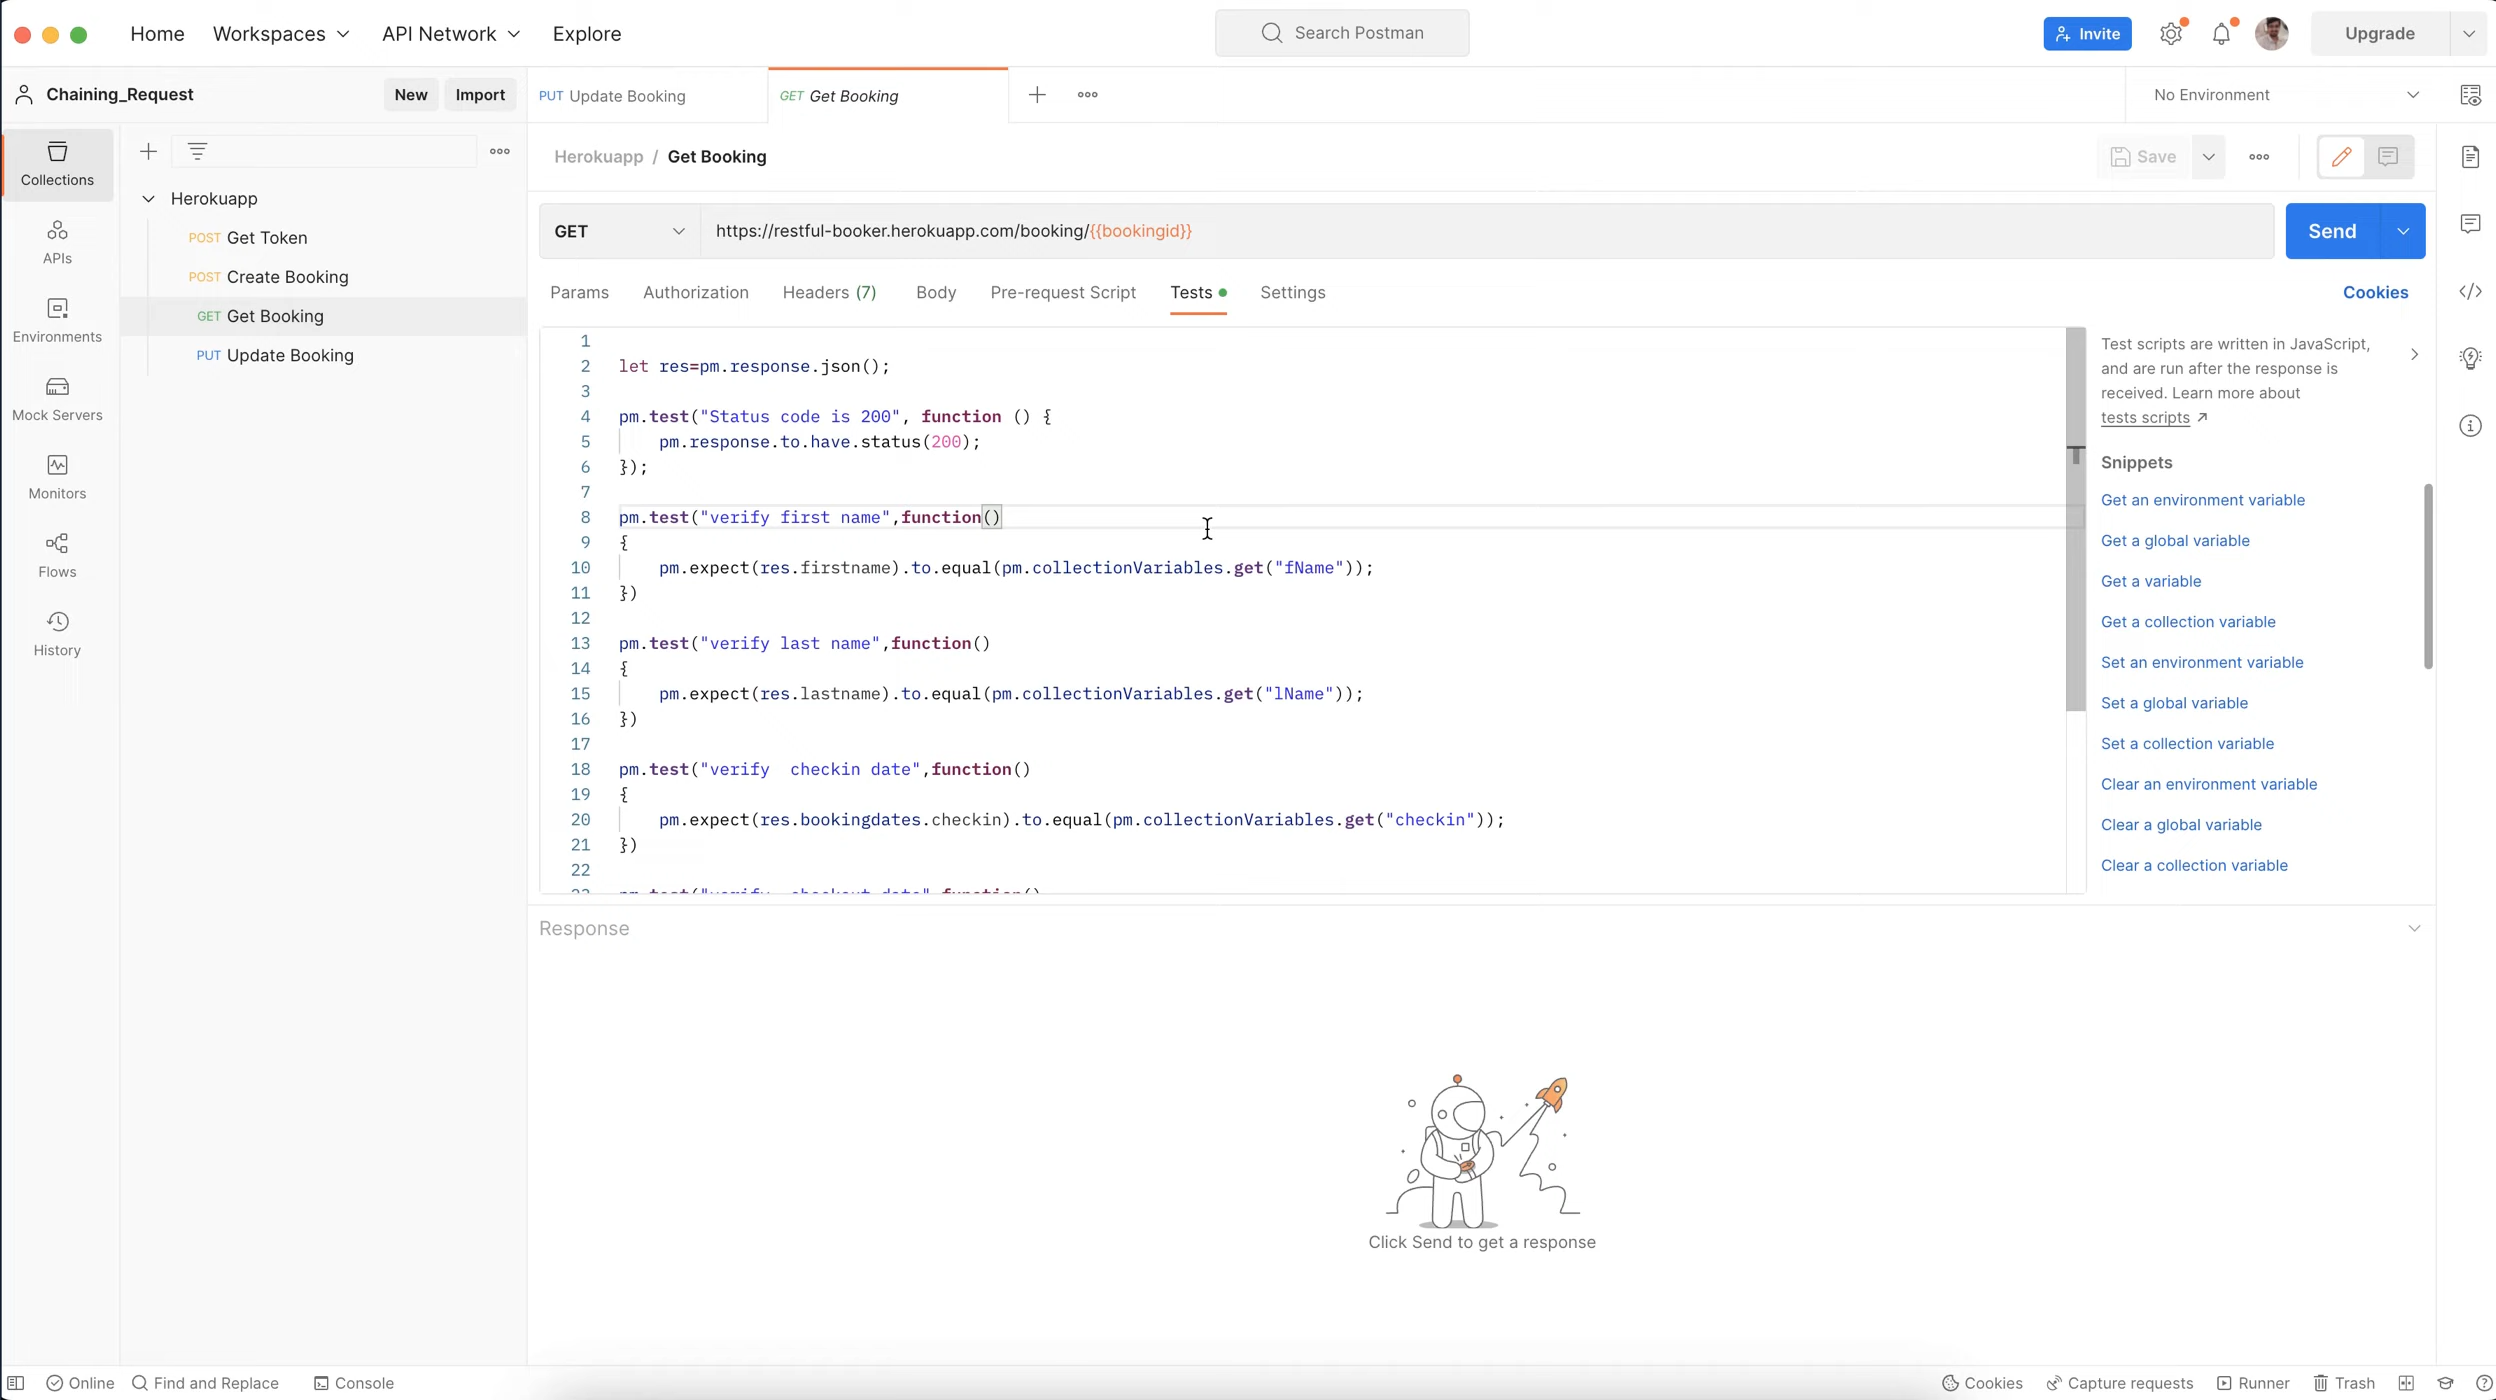 Home
Workspaces
API Network
Explore
Search Postman
Invite
Upgrade
Chaining_Request
New
Import
PUT Update Booking
GET Get Booking
No Environment
Collections
APIs
Environments
Mock Servers
Monitors
Flows
History
Herokuapp
POST Get Token
POST Create Booking
GET Get Booking
PUT Update Booking
Herokuapp / Get Booking
Save
GET
https://restful-booker.herokuapp.com/booking/{{bookingid}}
Send
Params
Authorization
Headers (7)
Body
Pre-request Script
Tests
Settings
Cookies
1
2 let res=pm.response.json();
3
4 pm.test("Status code is 200", function () {
5 pm.response.to.have.status(200);
6 });
7
8 pm.test("verify first name",function()
9 {
10 pm.expect(res.firstname).to.equal(pm.collectionVariables.get("fName"));
11 })
12
13 pm.test("verify last name",function()
14 {
15 pm.expect(res.lastname).to.equal(pm.collectionVariables.get("lName"));
16 })
17
18 pm.test("verify  checkin date",function()
19 {
20 pm.expect(res.bookingdates.checkin).to.equal(pm.collectionVariables.get("checkin"));
21 })
22
23 pm.test("verify  checkout date",function()
Test scripts are written in JavaScript,
and are run after the response is
received. Learn more about
tests scripts
Snippets
Get an environment variable
Get a global variable
Get a variable
Get a collection variable
Set an environment variable
Set a global variable
Set a collection variable
Clear an environment variable
Clear a global variable
Clear a collection variable
Response
Click Send to get a response
Online
Find and Replace
Console
Cookies
Capture requests
Runner
Trash